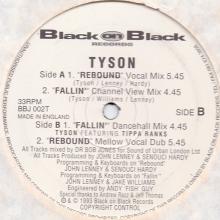 Black on Black
RECORDS
TYSON
Side A 1. "REBOUND" Vocal Mix 5.45
(Tyson / Lenney / Hardy)
2. "FALLIN'" Channel View Mix 4.45
(Tyson / Williams / Lenney)
33RPM
BBJ 002T
MADE IN ENGLAND
SIDE B
Side B 1. "FALLIN'" Dancehall Mix 4.45
TYSON FEATURING TIPPA RANKS
2. "REBOUND" Mellow Vocal Dub 5.45
All tracks mixed by DR BOB JONES for Sound of Urban London Ltd
All Tracks Produced by
JOHN LENNEY & SENOUCI HARDY
Programming & Keyboards on "Rebound"
JOHN LENNEY & SENOUCI HARDY
Programming & Keyboards on "Fallin"
JOHN LENNEY & JAKE WILLIAMS
Engineered by ANDY FISH' GUY
Special thanks to Andrew Racz & Jeff Thomas
© 1993 Black on Black Records
COPYRIGHT CONTROL